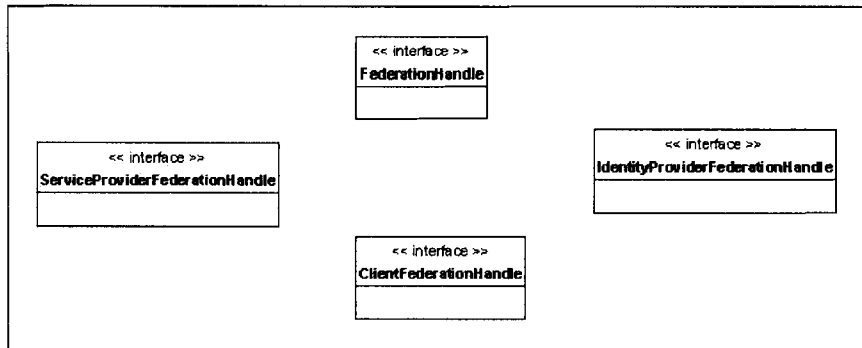 << interface >>
FederationHandle
<< interface >>
ServiceProviderFederationHandle
<< interface >>
IdentityProviderFederationHandle
<< interface >>
ClientFederationHandle